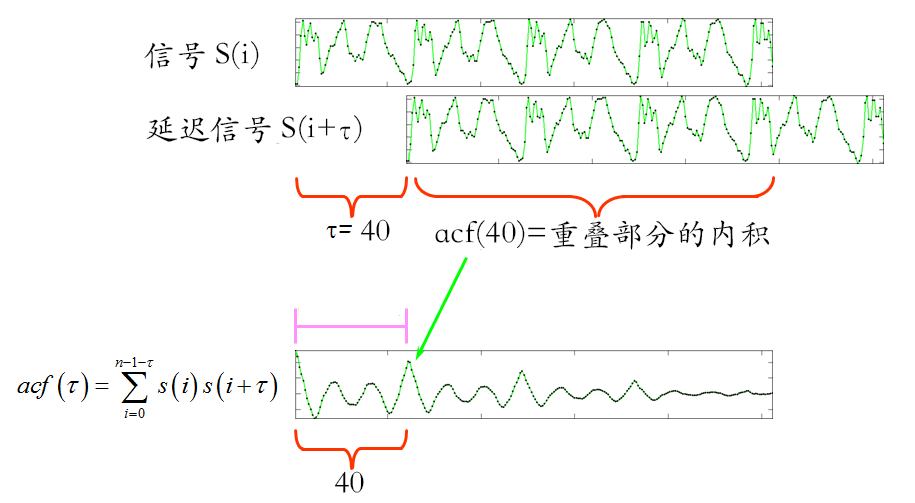 信号 S(i)
延迟信号 S(i+τ)
τ= 40
acf(40)=重叠部分的内积
acf(τ)=∑_{i=0}^{n-1-τ} s(i)s(i+τ)
40